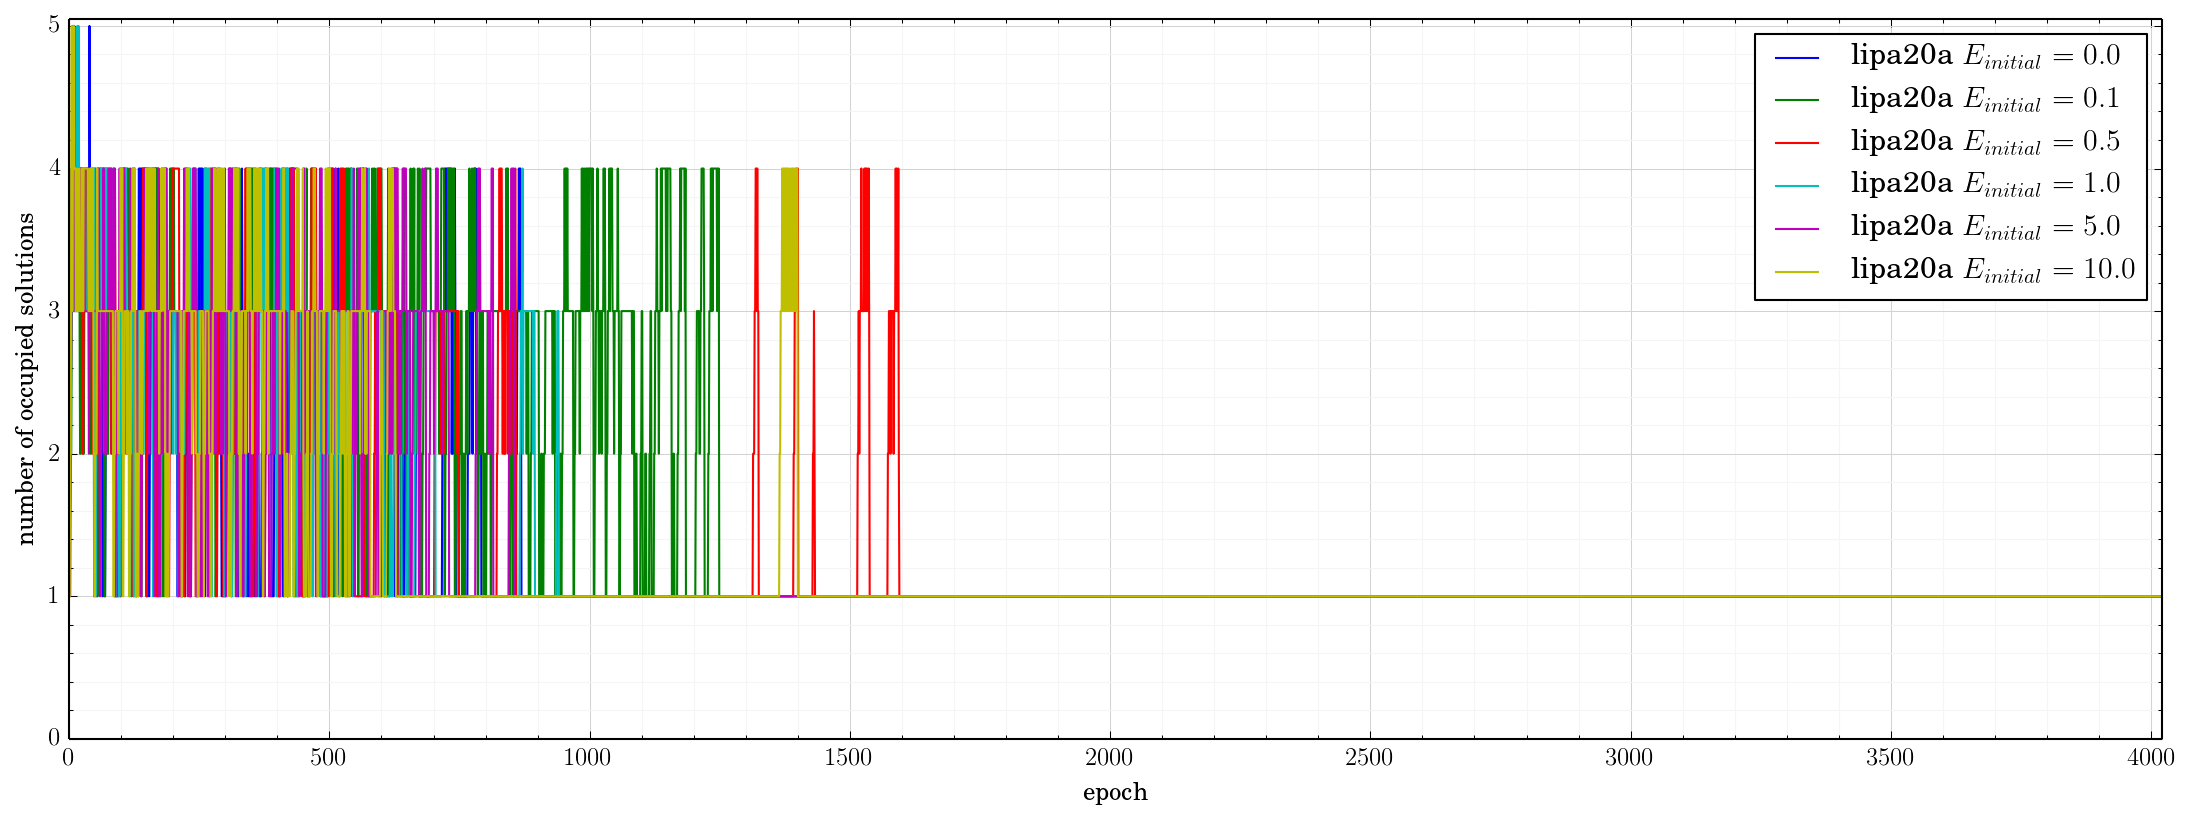 number of occupied solutions
5
4
3
2
1
0
0 500 1000 1500 2000 2500 3000 3500 4000
epoch
lipa20a E_initial = 0.0
lipa20a E_initial = 0.1
lipa20a E_initial = 0.5
lipa20a E_initial = 1.0
lipa20a E_initial = 5.0
lipa20a E_initial = 10.0